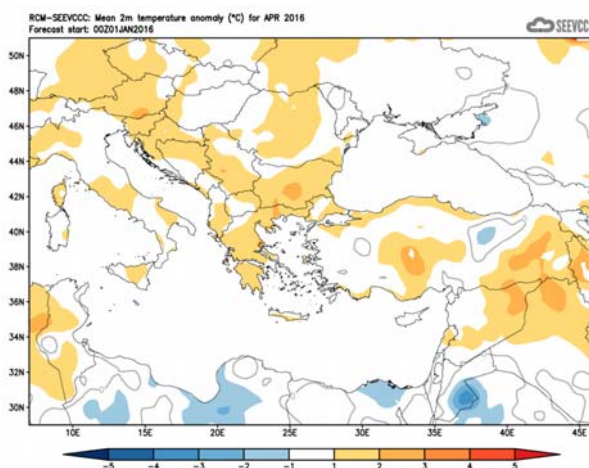 RCM-SEEVCCC: Mean 2m temperature anomaly (°C) for APR 2016
Forecast start: 00Z01JAN2016
SEEVCC
50N
48N
46N
44N
42N
40N
38N
36N
34N
32N
30N
10E 15E 20E 25E 30E 35E 40E 45E
-5 -4 -3 -2 -1 1 2 3 4 5